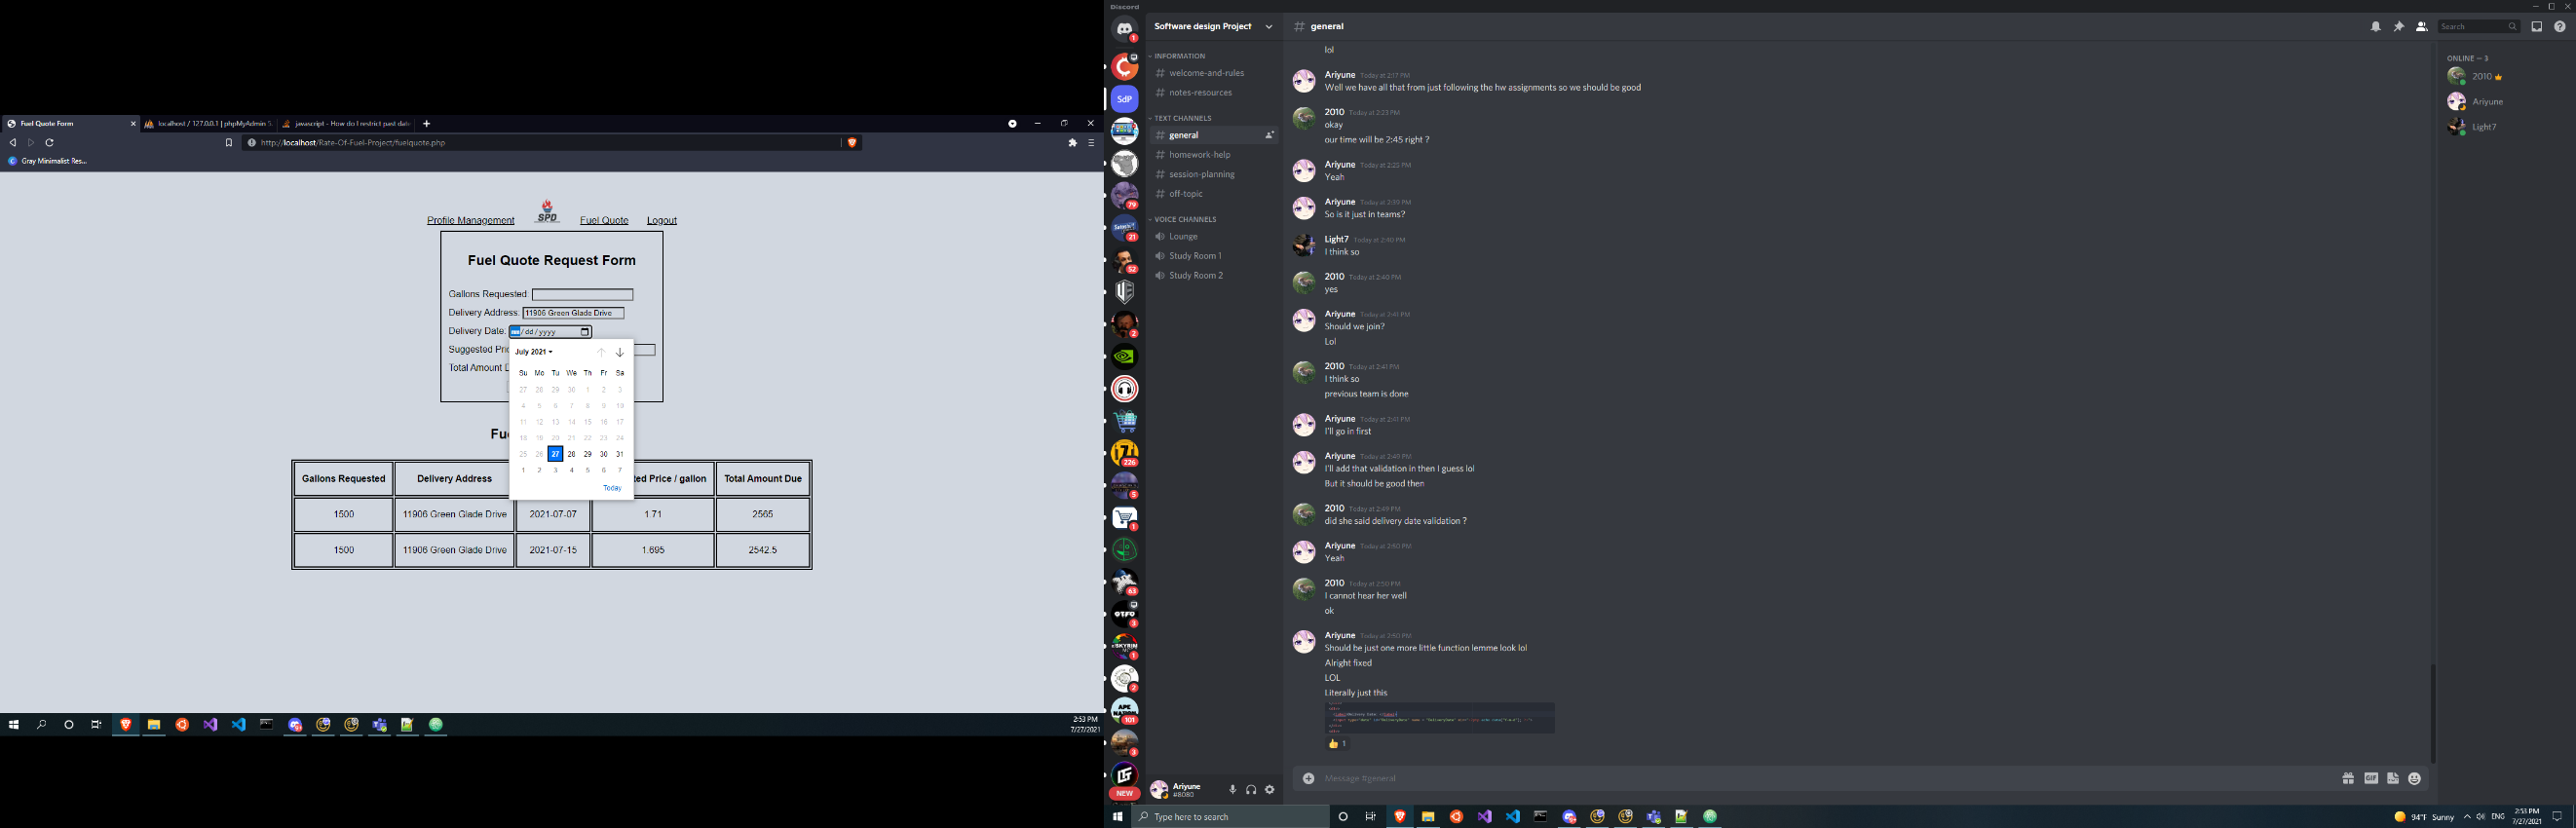 Fuel Quote Form
localhost / 127.0.0.1 | phpMyAdmin 5.
javascript - How do I restrict past date
http://localhost/Rate-Of-Fuel-Project/fuelquote.php
Gray Minimalist Res...
Profile Management
SPD
Fuel Quote
Logout
Fuel Quote Request Form
Gallons Requested:
Delivery Address: 11906 Green Glade Drive
Delivery Date: mm/dd/yyyy
Suggested Pric
Total Amount D
July 2021
Su Mo Tu We Th Fr Sa
27 28 29 30 1 2 3
4 5 6 7 8 9 10
11 12 13 14 15 16 17
18 19 20 21 22 23 24
25 26 27 28 29 30 31
1 2 3 4 5 6 7
Today
Fu
Gallons Requested Delivery Address ted Price / gallon Total Amount Due
1500 11906 Green Glade Drive 2021-07-07 1.71 2565
1500 11906 Green Glade Drive 2021-07-15 1.695 2542.5
2:53 PM
7/27/2021
Discord
Software design Project
INFORMATION
welcome-and-rules
notes-resources
TEXT CHANNELS
general
homework-help
session-planning
off-topic
VOICE CHANNELS
Lounge
Study Room 1
Study Room 2
SdP
1
79
21
52
2
226
5
1
63
3
1
2
101
3
NEW
Ariyune
#8080
# general
Search
lol
Ariyune Today at 2:17 PM
Well we have all that from just following the hw assignments so we should be good
2010 Today at 2:23 PM
okay
our time will be 2:45 right ?
Ariyune Today at 2:25 PM
Yeah
Ariyune Today at 2:39 PM
So is it just in teams?
Light7 Today at 2:40 PM
I think so
2010 Today at 2:40 PM
yes
Ariyune Today at 2:41 PM
Should we join?
Lol
2010 Today at 2:41 PM
I think so
previous team is done
Ariyune Today at 2:41 PM
I'll go in first
Ariyune Today at 2:49 PM
I'll add that validation in then I guess lol
But it should be good then
2010 Today at 2:49 PM
did she said delivery date validation ?
Ariyune Today at 2:50 PM
Yeah
2010 Today at 2:50 PM
I cannot hear her well
ok
Ariyune Today at 2:50 PM
Should be just one more little function lemme look lol
Alright fixed
LOL
Literally just this
1
Message #general
GIF
ONLINE — 3
2010
Ariyune
Light7
Type here to search
94°F Sunny
ENG
2:53 PM
7/27/2021